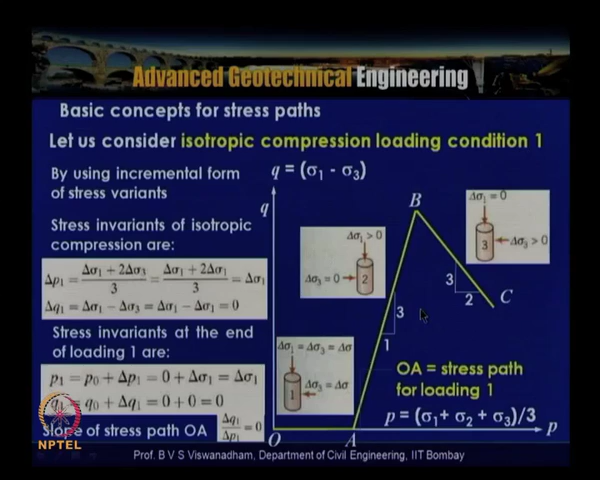 Advanced Geotechnical Engineering
Basic concepts for stress paths
Let us consider isotropic compression loading condition 1
By using incremental form
of stress variants
Stress invariants of isotropic
compression are:
Δp₁ = (Δσ₁ + 2Δσ₃)/3 = (Δσ₁ + 2Δσ₁)/3 = Δσ₁
Δq₁ = Δσ₁ − Δσ₃ = Δσ₁ − Δσ₁ = 0
Stress invariants at the end
of loading 1 are:
p₁ = p₀ + Δp₁ = 0 + Δσ₁ = Δσ₁
q₁ = q₀ + Δq₁ = 0 + 0 = 0
Slope of stress path OA Δq₁/Δp₁ = 0
q = (σ₁ - σ₃)
q
B
Δσ₁ = 0
3
Δσ₃ > 0
Δσ₁ > 0
Δσ₃ = 0
2
3
2
C
3
1
Δσ₁ = Δσ₃ = Δσ
Δσ₃ = Δσ
1
OA = stress path
for loading 1
p = (σ₁+ σ₂ + σ₃)/3
O
A
p
NPTEL
Prof. B V S Viswanadham, Department of Civil Engineering, IIT Bombay